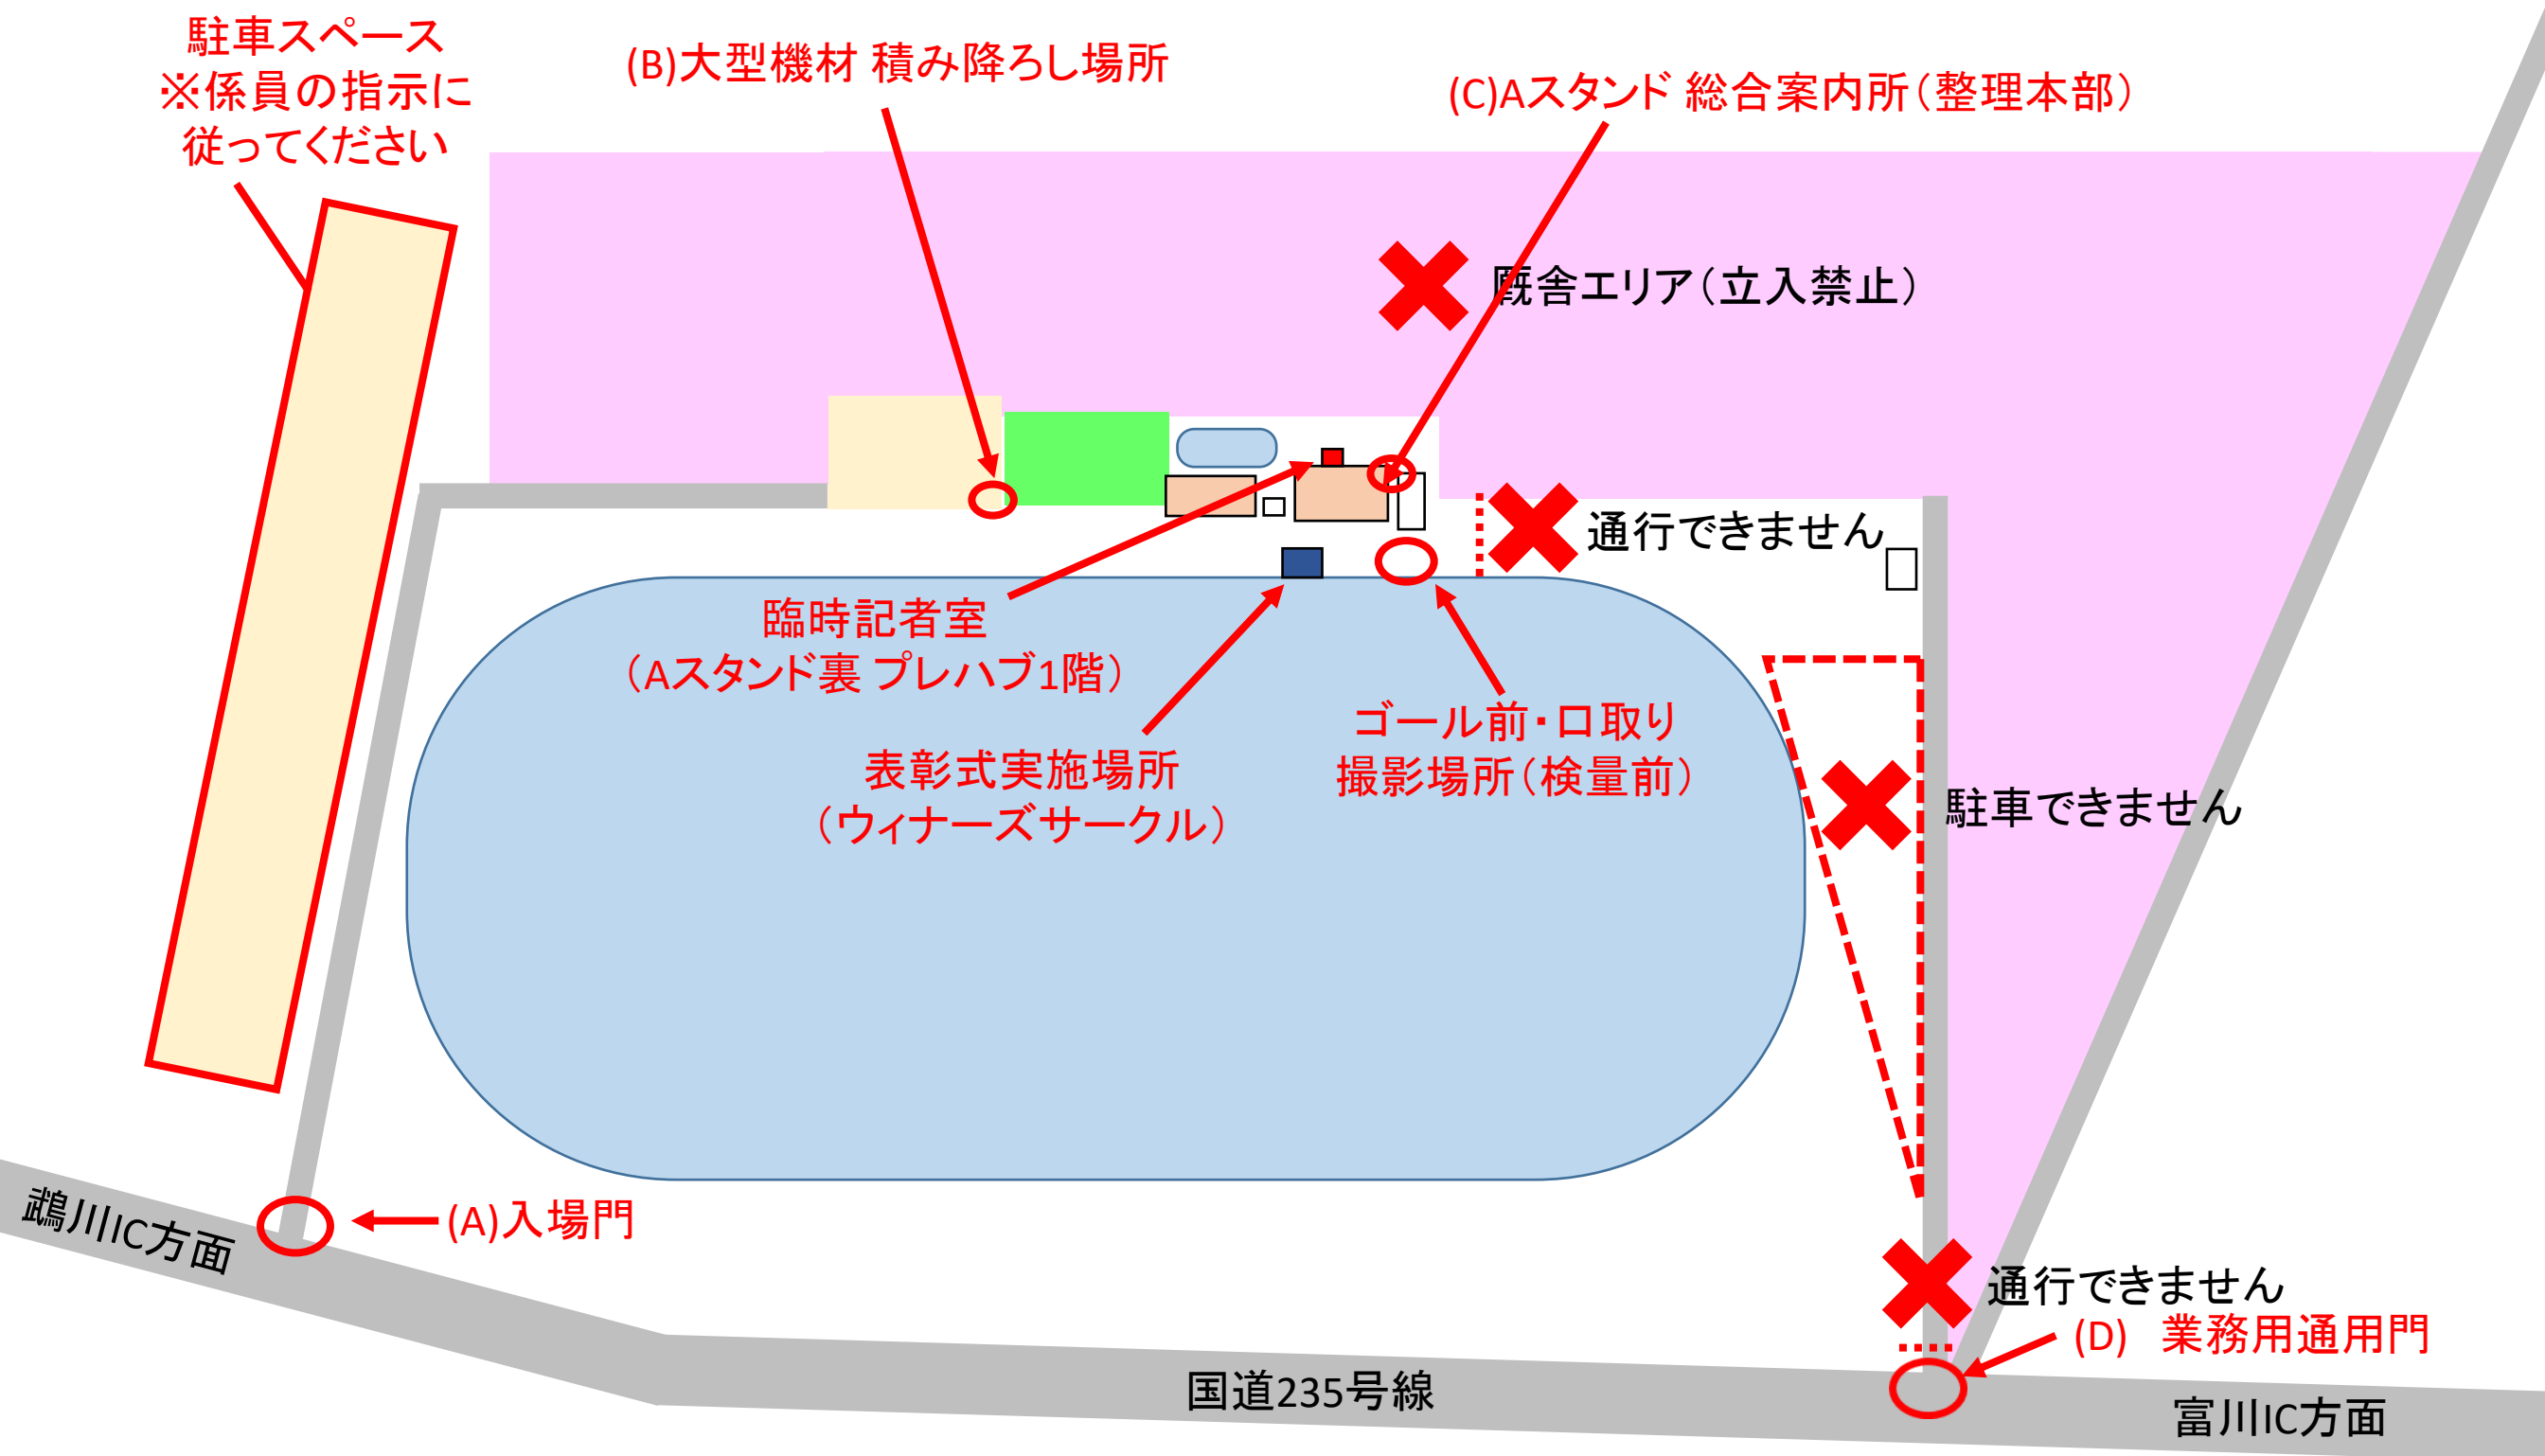 駐車スペース
※係員の指示に
従ってください
(B)大型機材 積み降ろし場所
(C)Aスタンド 総合案内所（整理本部）
厩舎エリア（立入禁止）
通行できません
臨時記者室
（Aスタンド裏 プレハブ1階）
表彰式実施場所
（ウィナーズサークル）
ゴール前・口取り
撮影場所（検量前）
駐車できません
(A)入場門
鵡川IC方面
通行できません
(D)　業務用通用門
国道235号線
富川IC方面